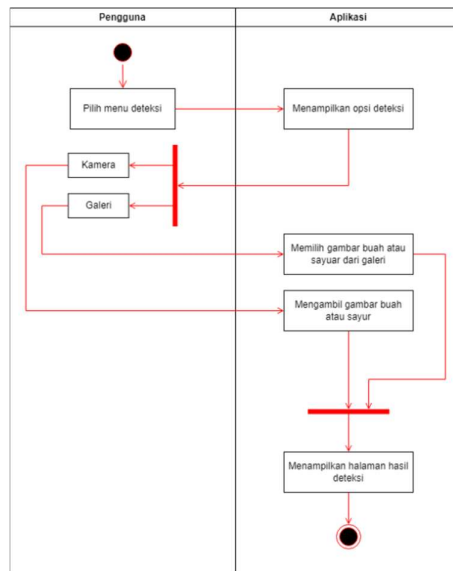 Pengguna
Aplikasi
Pilih menu deteksi
Menampilkan opsi deteksi
Kamera
Galeri
Memilih gambar buah atau
sayuar dari galeri
Mengambil gambar buah
atau sayur
Menampilkan halaman hasil
deteksi